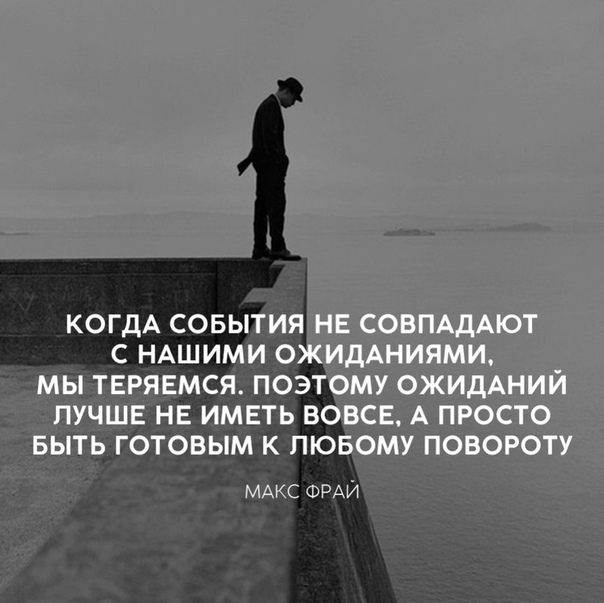 КОГДА СОБЫТИЯ НЕ СОВПАДАЮТ
С НАШИМИ ОЖИДАНИЯМИ,
МЫ ТЕРЯЕМСЯ. ПОЭТОМУ ОЖИДАНИЙ
ЛУЧШЕ НЕ ИМЕТЬ ВОВСЕ, А ПРОСТО
БЫТЬ ГОТОВЫМ К ЛЮБОМУ ПОВОРОТУ
МАКС ФРАЙ